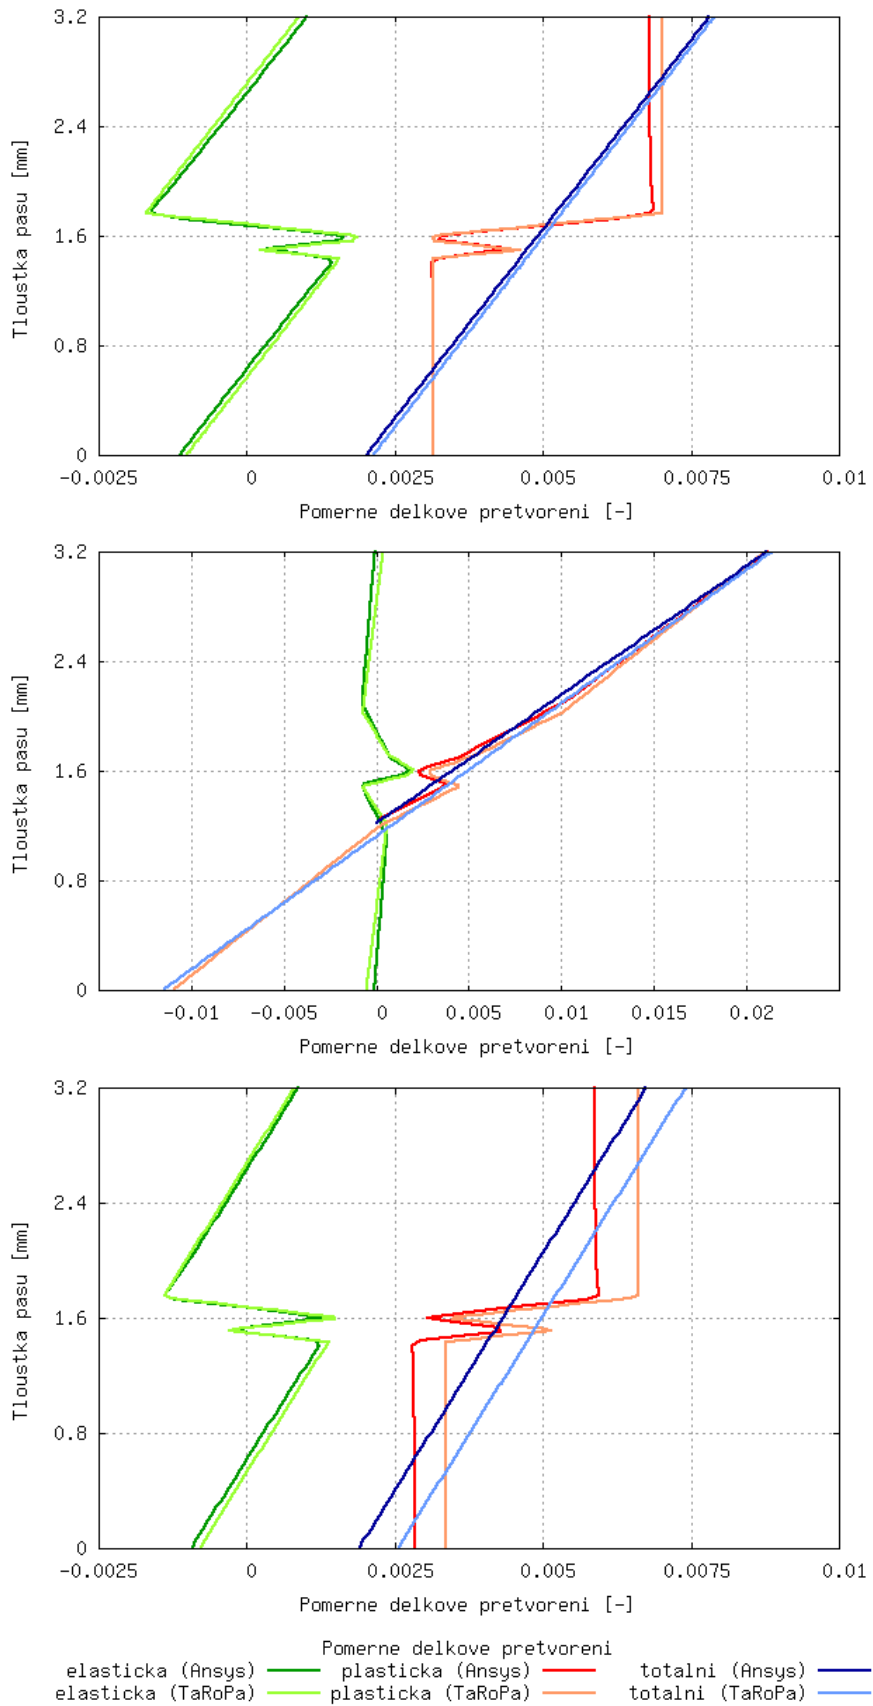 3.2
2.4
1.6
0.8
0
Tloustka pasu [mm]
-0.0025 0 0.0025 0.005 0.0075 0.01
Pomerne delkove pretvoreni [-]
3.2
2.4
1.6
0.8
0
Tloustka pasu [mm]
-0.01 -0.005 0 0.005 0.01 0.015 0.02
Pomerne delkove pretvoreni [-]
3.2
2.4
1.6
0.8
0
Tloustka pasu [mm]
-0.0025 0 0.0025 0.005 0.0075 0.01
Pomerne delkove pretvoreni [-]
Pomerne delkove pretvoreni
elasticka (Ansys) plasticka (Ansys) totalni (Ansys)
elasticka (TaRoPa) plasticka (TaRoPa) totalni (TaRoPa)